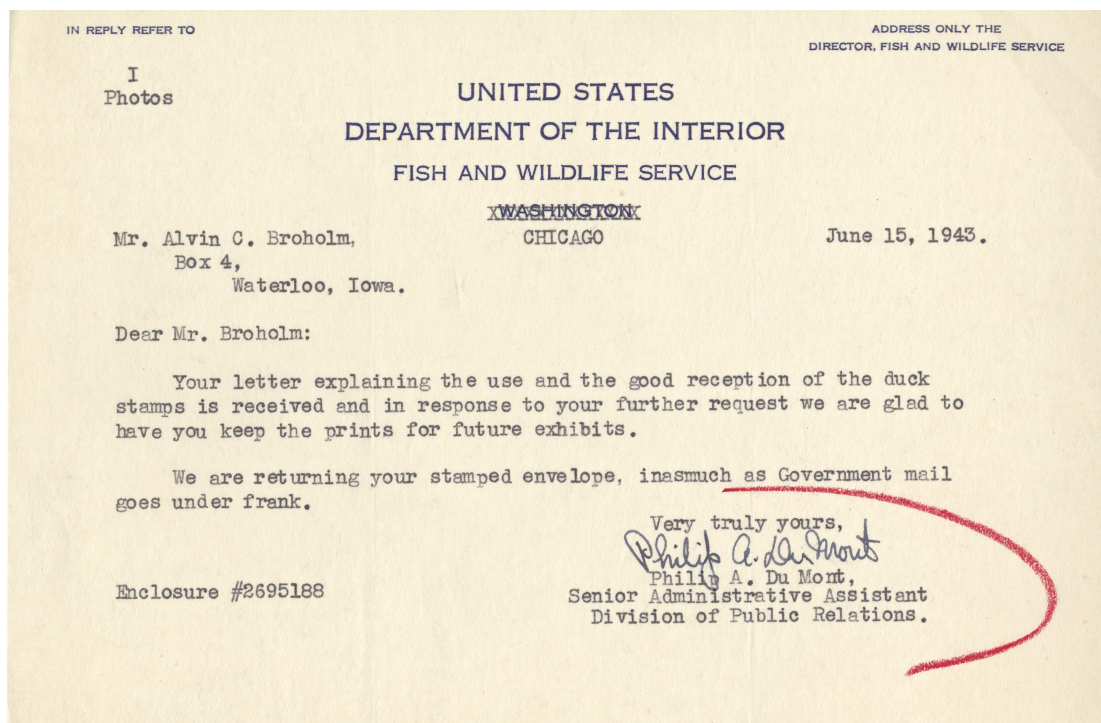 IN REPLY REFER TO
ADDRESS ONLY THE
DIRECTOR, FISH AND WILDLIFE SERVICE
I
Photos
UNITED STATES
DEPARTMENT OF THE INTERIOR
FISH AND WILDLIFE SERVICE
WASHINGTON
CHICAGO
June 15, 1943.
Mr. Alvin C. Broholm,
Box 4,
Waterloo, Iowa.
Dear Mr. Broholm:
Your letter explaining the use and the good reception of the duck
stamps is received and in response to your further request we are glad to
have you keep the prints for future exhibits.
We are returning your stamped envelope, inasmuch as Government mail
goes under frank.
Very truly yours,
Philip A. Du Mont
Philip A. Du Mont,
Senior Administrative Assistant
Division of Public Relations.
Enclosure #2695188